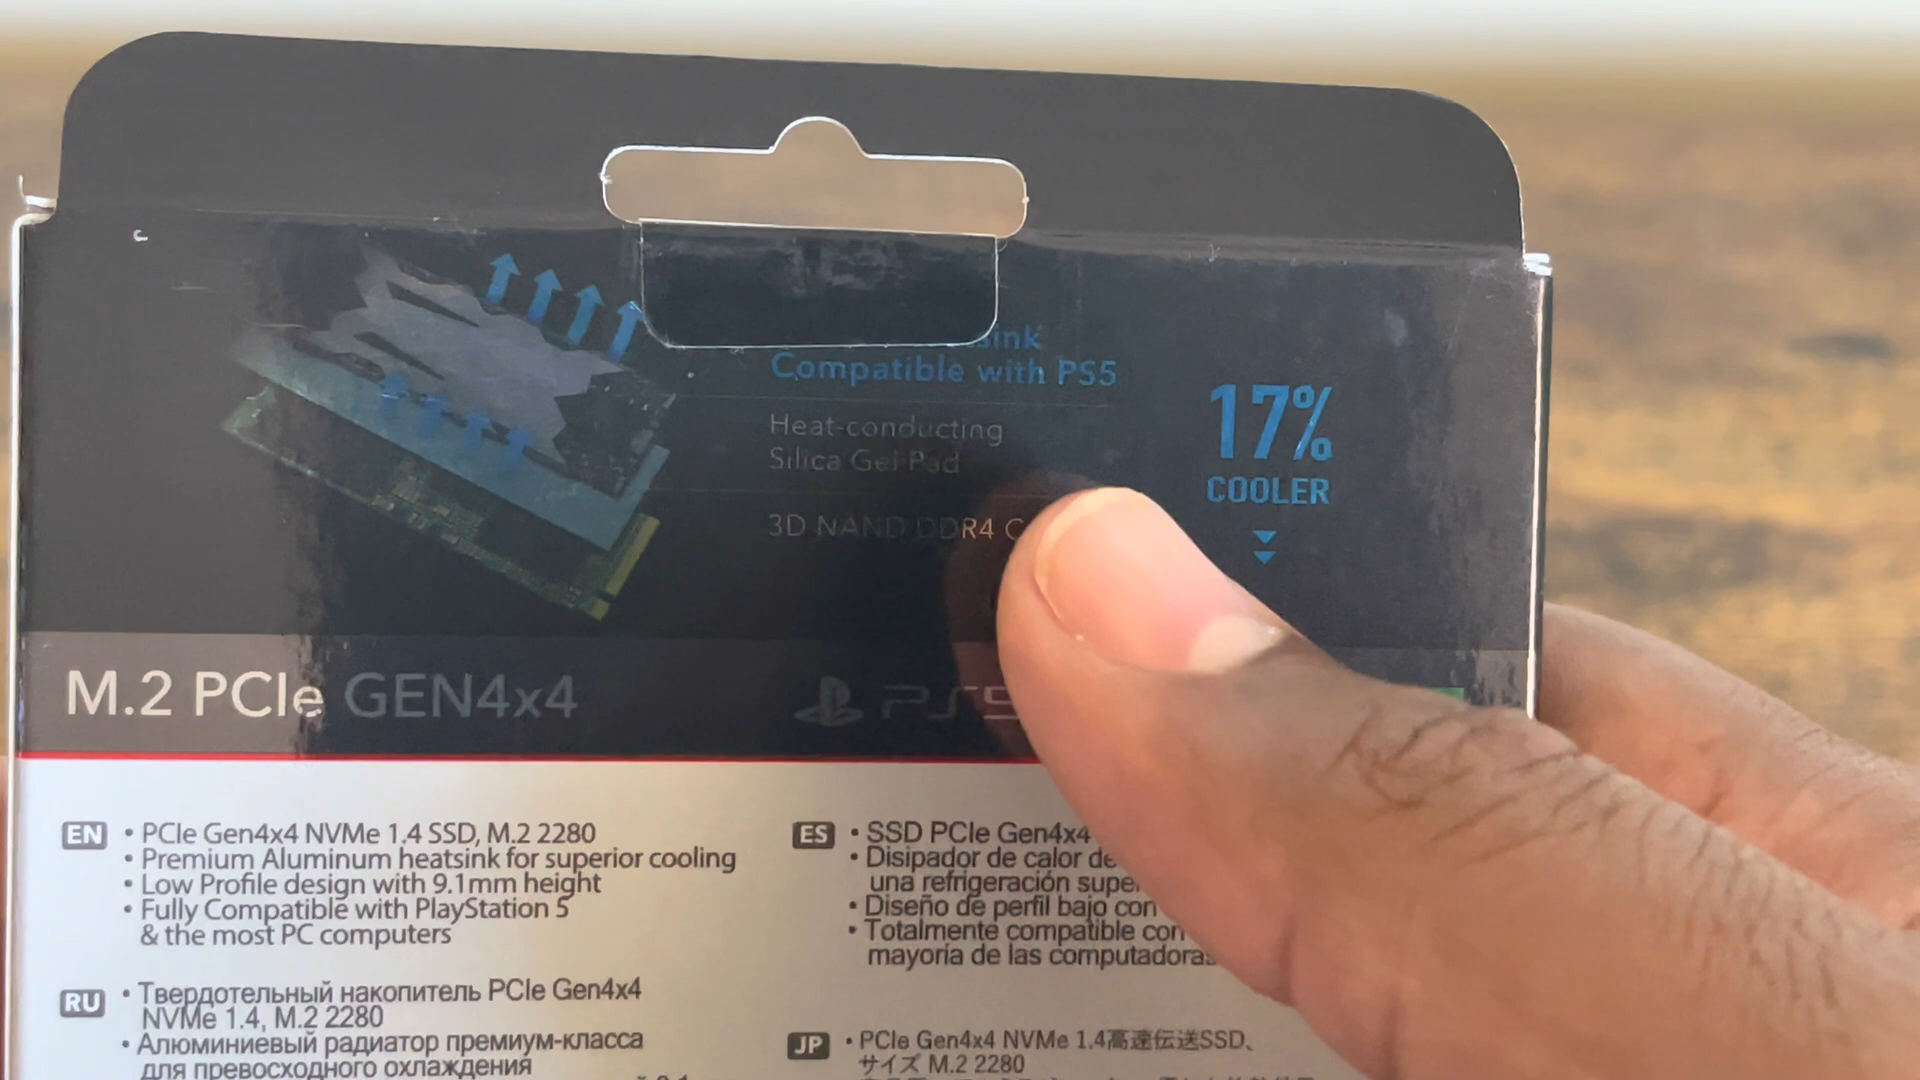 Compatible with PS5
Heat-conducting
Silica Gel Pad
3D NAND DDR4
17%
COOLER
M.2 PCIe GEN4x4
PS5
EN
• PCIe Gen4x4 NVMe 1.4 SSD, M.2 2280
• Premium Aluminum heatsink for superior cooling
• Low Profile design with 9.1mm height
• Fully Compatible with PlayStation 5
& the most PC computers
ES
• SSD PCIe Gen4x4
• Disipador de calor de
una refrigeración
• Diseño de perfil bajo con
• Totalmente compatible con
mayoría de las computadoras
RU
• Твердотельный накопитель PCIe Gen4x4
NVMe 1.4, M.2 2280
• Алюминиевый радиатор премиум-класса
для превосходного охлаждения
JP
• PCIe Gen4x4 NVMe 1.4高速伝送SSD、
サイズ M.2 2280